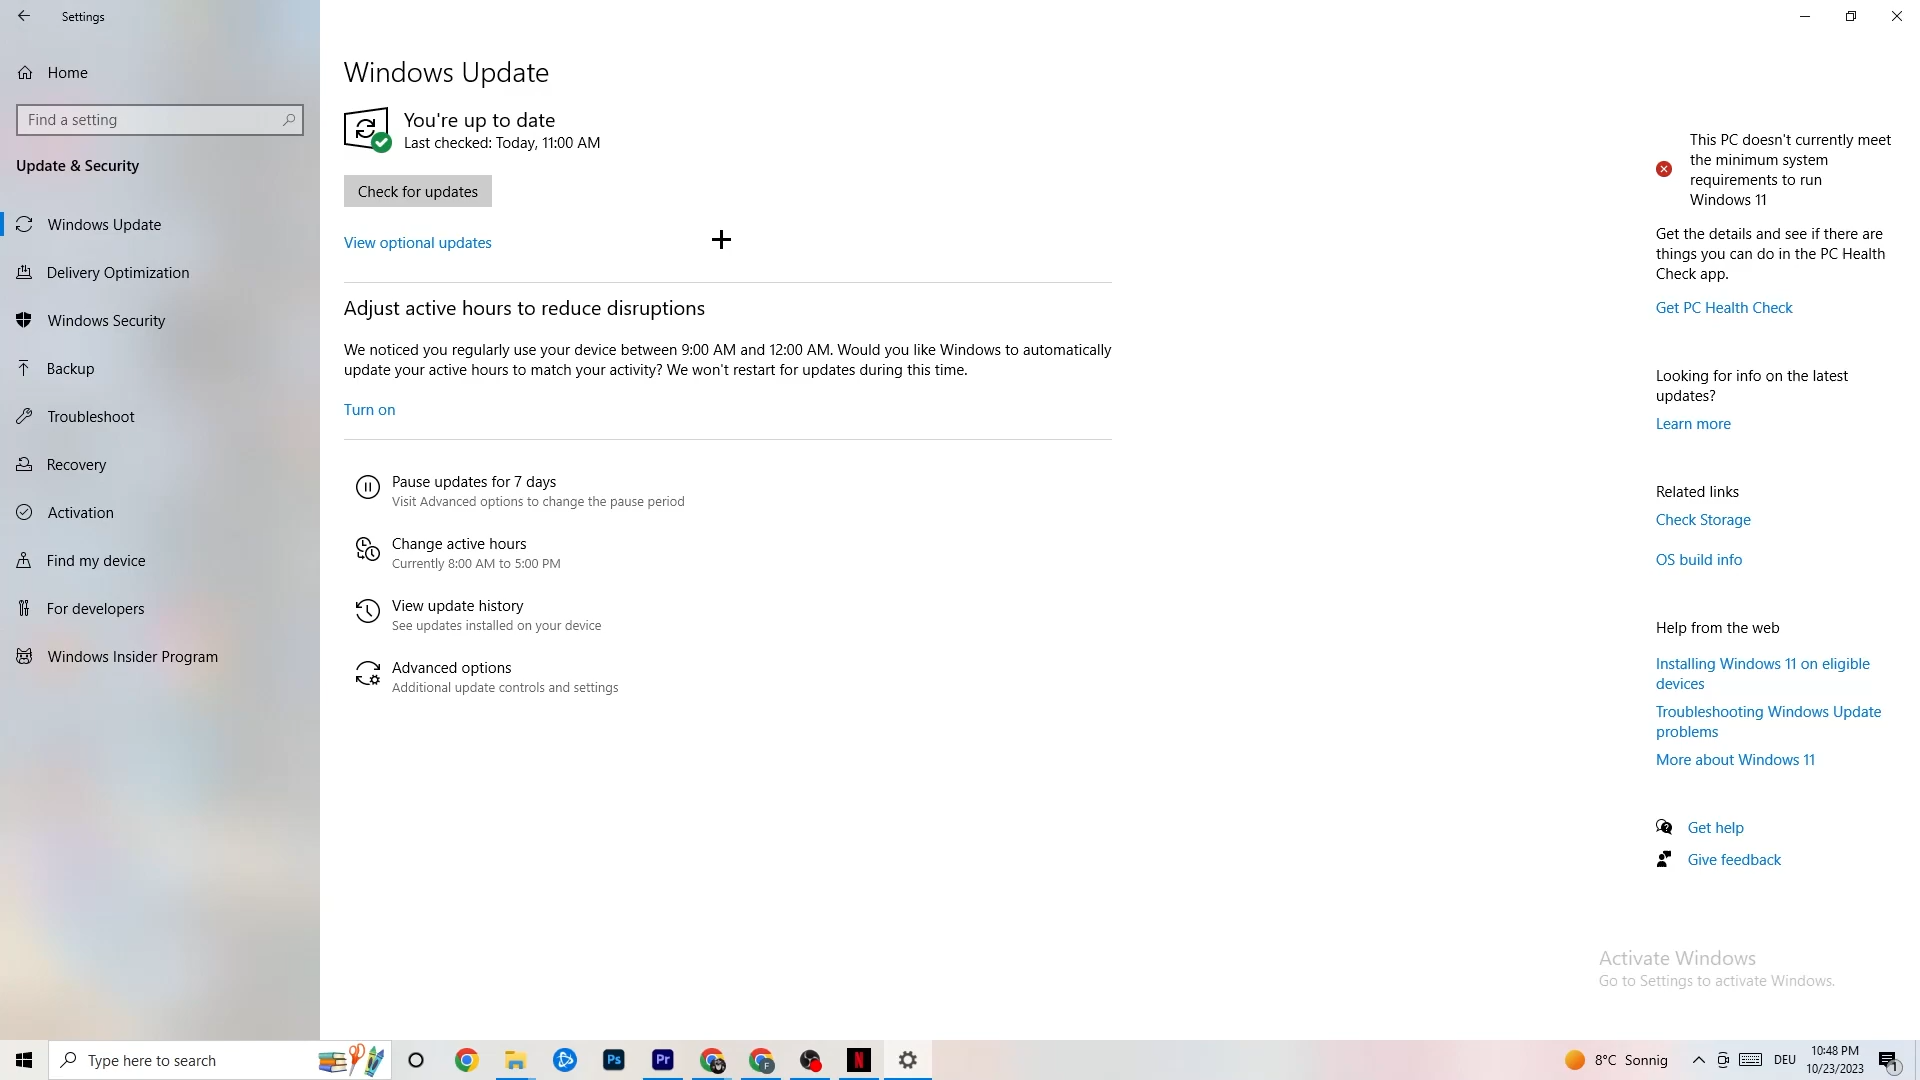 Settings
Home
Find a setting
Update & Security
Windows Update
Delivery Optimization
Windows Security
Backup
Troubleshoot
Recovery
Activation
Find my device
For developers
Windows Insider Program
Windows Update
You're up to date
Last checked: Today, 11:00 AM
Check for updates
View optional updates
Adjust active hours to reduce disruptions
We noticed you regularly use your device between 9:00 AM and 12:00 AM. Would you like Windows to automatically
update your active hours to match your activity? We won't restart for updates during this time.
Turn on
Pause updates for 7 days
Visit Advanced options to change the pause period
Change active hours
Currently 8:00 AM to 5:00 PM
View update history
See updates installed on your device
Advanced options
Additional update controls and settings
This PC doesn't currently meet
the minimum system
requirements to run
Windows 11
Get the details and see if there are
things you can do in the PC Health
Check app.
Get PC Health Check
Looking for info on the latest
updates?
Learn more
Related links
Check Storage
OS build info
Help from the web
Installing Windows 11 on eligible
devices
Troubleshooting Windows Update
problems
More about Windows 11
Get help
Give feedback
Activate Windows
Go to Settings to activate Windows.
Type here to search
Ps
Pr
F
N
8°C Sonnig
DEU
10:48 PM
10/23/2023
1